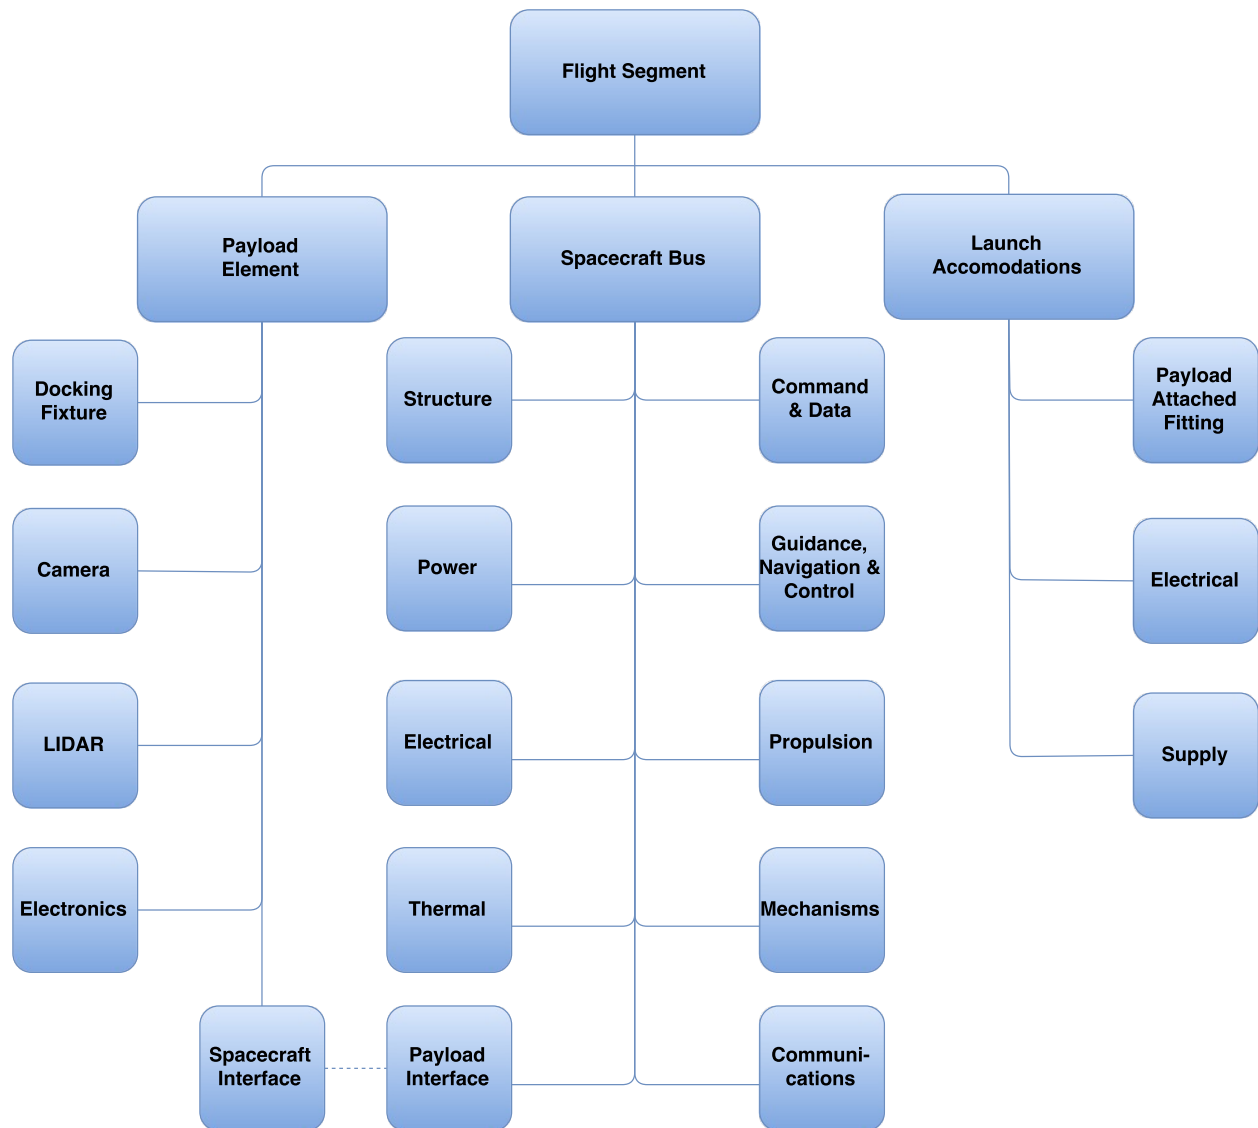 Flight Segment
Payload
Element
Spacecraft Bus
Launch
Accomodations
Docking
Fixture
Structure
Command
& Data
Payload
Attached
Fitting
Camera
Power
Guidance,
Navigation &
Control
Electrical
LIDAR
Electrical
Propulsion
Supply
Electronics
Thermal
Mechanisms
Spacecraft
Interface
Payload
Interface
Communi-
cations